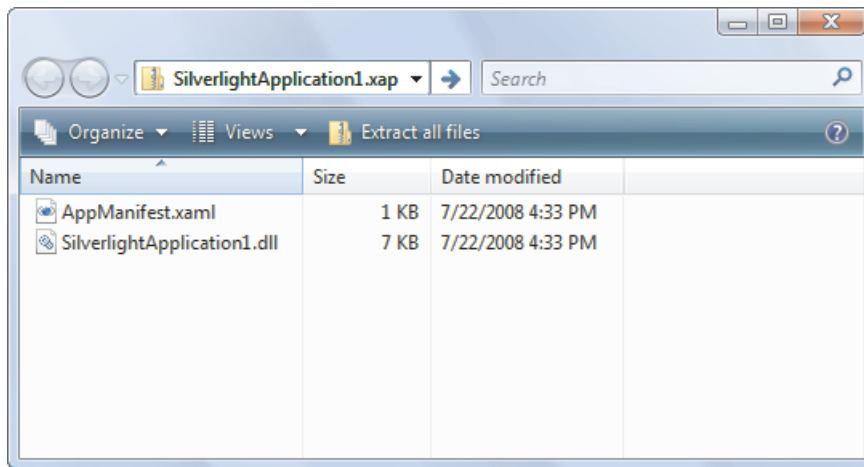 SilverlightApplication1.xap Search
Organize Views Extract all files
Name Size Date modified
AppManifest.xaml 1 KB 7/22/2008 4:33 PM
SilverlightApplication1.dll 7 KB 7/22/2008 4:33 PM